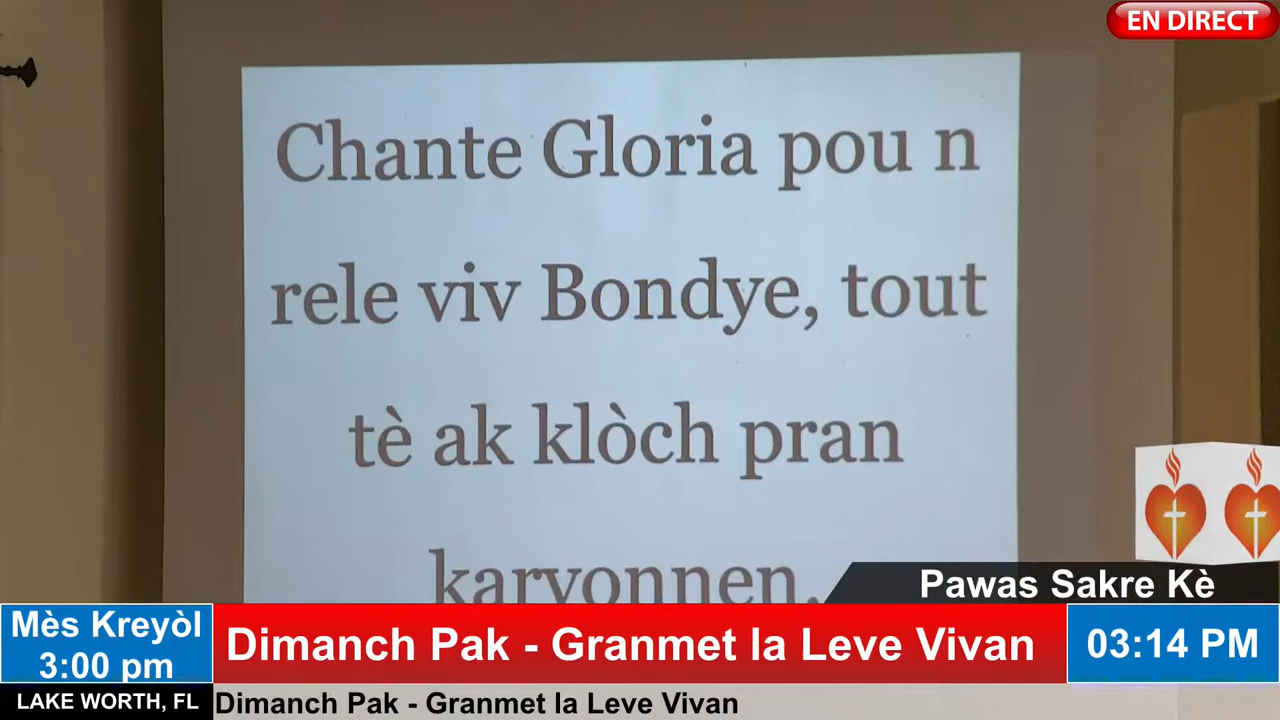 EN DIRECT
Chante Gloria pou n
rele viv Bondye, tout
tè ak klòch pran
karyonnen.
Pawas Sakre Kè
Mès Kreyòl
3:00 pm
Dimanch Pak - Granmet la Leve Vivan
03:14 PM
LAKE WORTH, FL
Dimanch Pak - Granmet la Leve Vivan